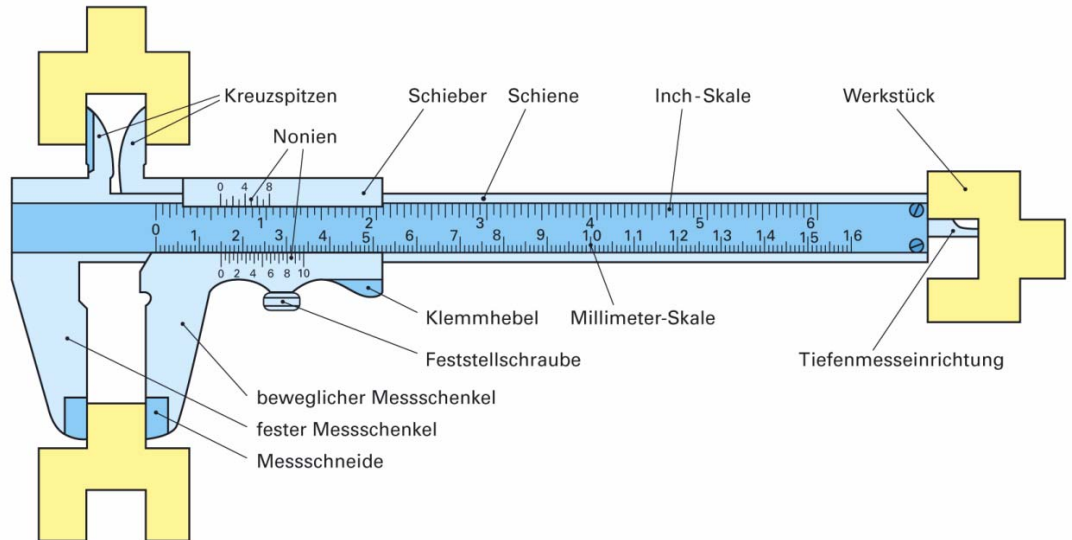 Kreuzspitzen
Schieber
Schiene
Inch-Skale
Werkstück
Nonien
0 4 8
1 2 3 4 5 6
0 1 2 3 4 5 6 7 8 9 10 11 12 13 14 15 16
0 2 4 6 8 10
Klemmhebel
Millimeter-Skale
Feststellschraube
Tiefenmesseinrichtung
beweglicher Messschenkel
fester Messschenkel
Messschneide